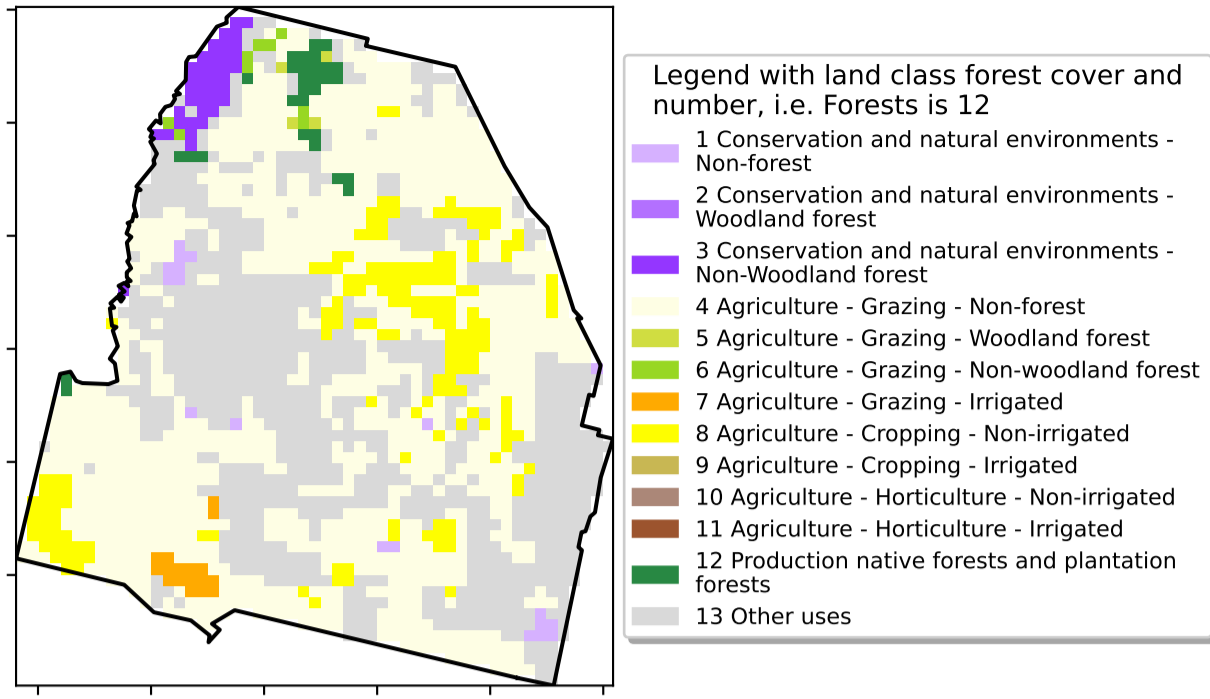 Legend with land class forest cover and
number, i.e. Forests is 12
1 Conservation and natural environments -
Non-forest
2 Conservation and natural environments -
Woodland forest
3 Conservation and natural environments -
Non-Woodland forest
4 Agriculture - Grazing - Non-forest
5 Agriculture - Grazing - Woodland forest
6 Agriculture - Grazing - Non-woodland forest
7 Agriculture - Grazing - Irrigated
8 Agriculture - Cropping - Non-irrigated
9 Agriculture - Cropping - Irrigated
10 Agriculture - Horticulture - Non-irrigated
11 Agriculture - Horticulture - Irrigated
12 Production native forests and plantation
forests
13 Other uses